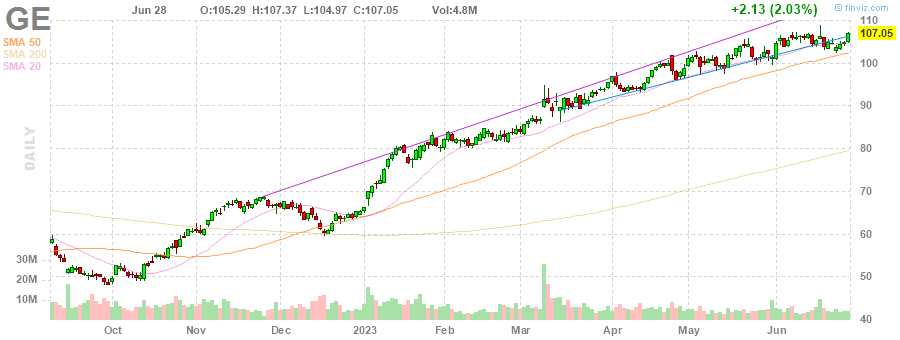 GE
Jun 28 O:105.29 H:107.37 L:104.97 C:107.05 Vol:4.8M +2.13 (2.03%)
© finviz.com
SMA 50
SMA 200
SMA 20
DAILY
110
107.05
100
90
80
70
60
50
40
30M
20M
10M
Oct Nov Dec 2023 Feb Mar Apr May Jun